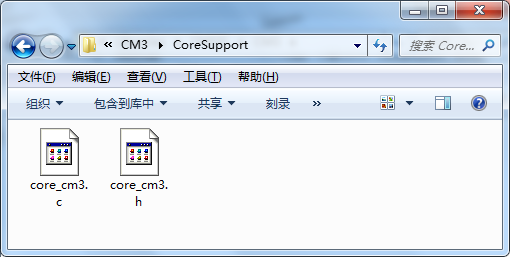 « CM3 ▸ CoreSupport
搜索 Core...
文件(F) 编辑(E) 查看(V) 工具(T) 帮助(H)
组织 包含到库中 共享 刻录 »
core_cm3.
c
core_cm3.
h